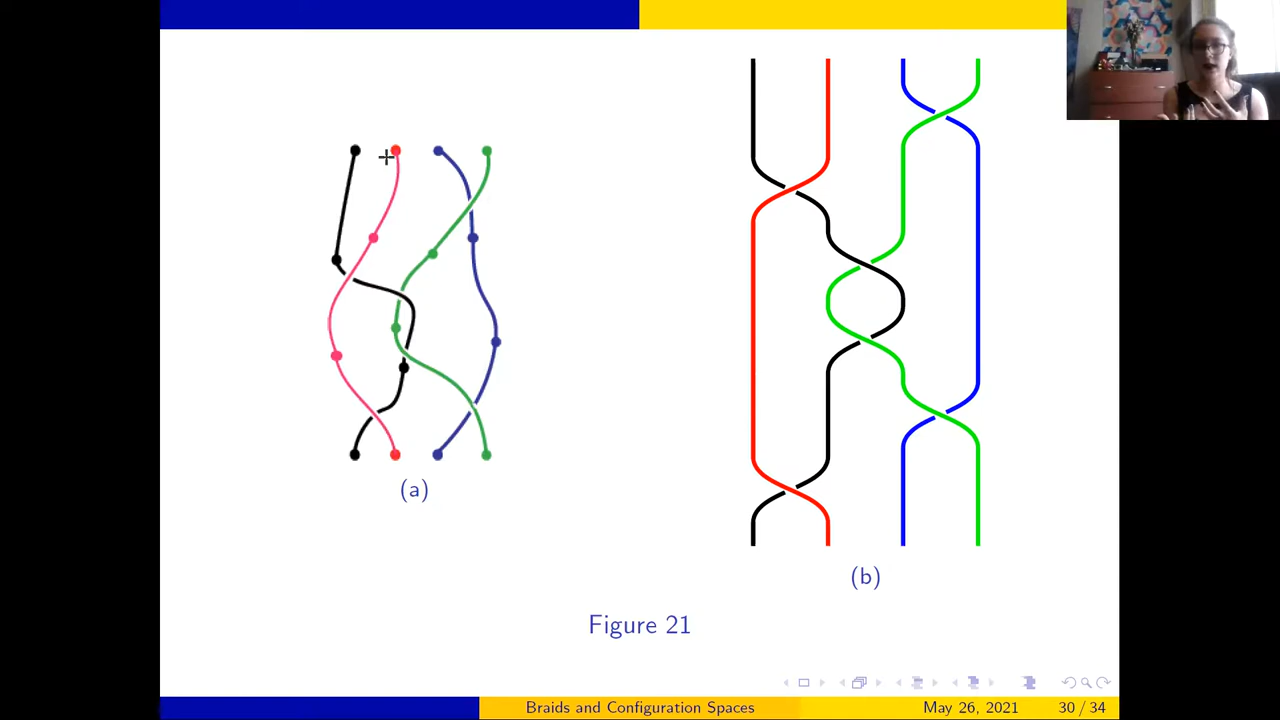 (a)
(b)
Figure 21
Braids and Configuration Spaces
May 26, 2021
30 / 34